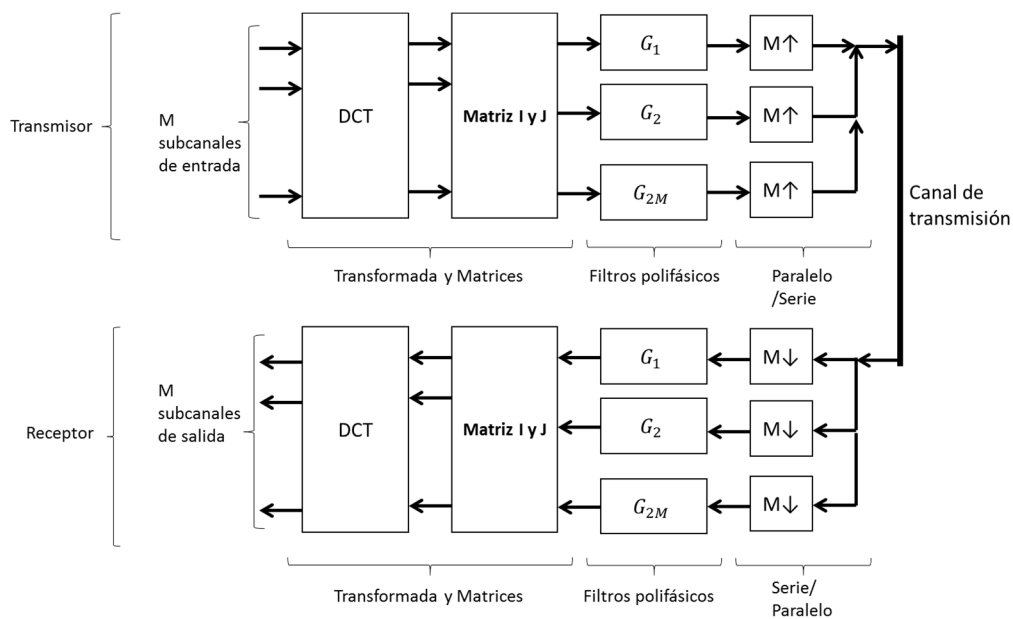 Transmisor
M
subcanales
de entrada
DCT
Matriz I y J
G1
G2
G2M
M↑
M↑
M↑
Canal de
transmisión
Transformada y Matrices
Filtros polifásicos
Paralelo
/Serie
Receptor
M
subcanales
de salida
DCT
Matriz I y J
G1
G2
G2M
M↓
M↓
M↓
Transformada y Matrices
Filtros polifásicos
Serie/
Paralelo